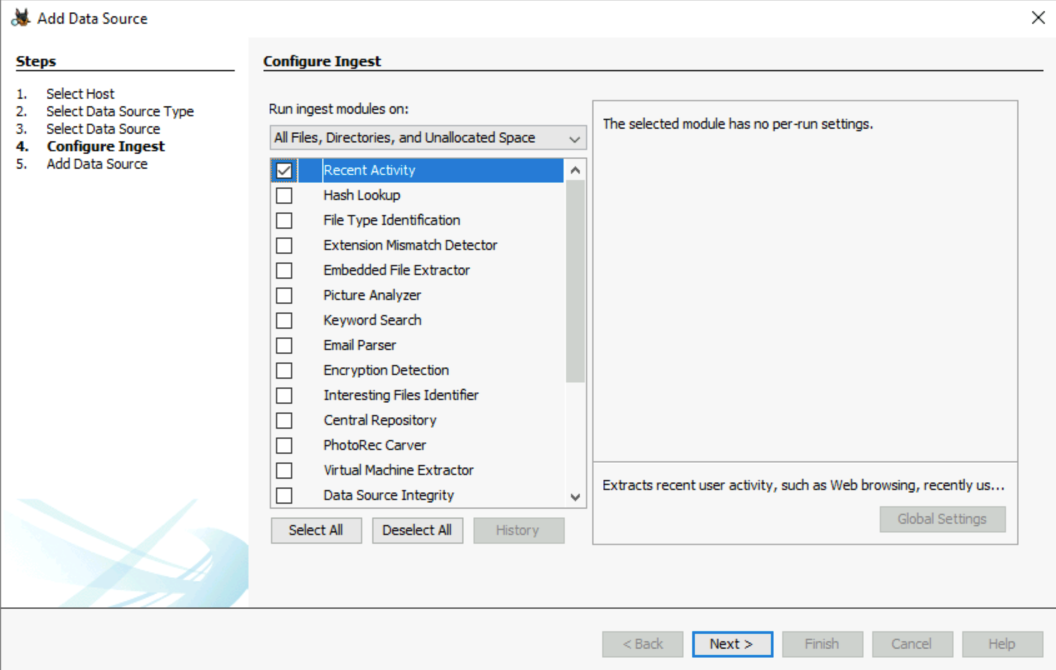 Add Data Source
Steps
1. Select Host
2. Select Data Source Type
3. Select Data Source
4. Configure Ingest
5. Add Data Source
Configure Ingest
Run ingest modules on:
All Files, Directories, and Unallocated Space
Recent Activity
Hash Lookup
File Type Identification
Extension Mismatch Detector
Embedded File Extractor
Picture Analyzer
Keyword Search
Email Parser
Encryption Detection
Interesting Files Identifier
Central Repository
PhotoRec Carver
Virtual Machine Extractor
Data Source Integrity
Select All Deselect All History
The selected module has no per-run settings.
Extracts recent user activity, such as Web browsing, recently us...
Global Settings
< Back Next > Finish Cancel Help